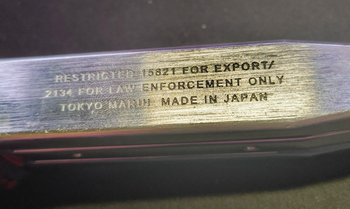 RESTRICTED 15821 FOR EXPORT/
2134 FOR LAW ENFORCEMENT ONLY
TOKYO MARUI MADE IN JAPAN